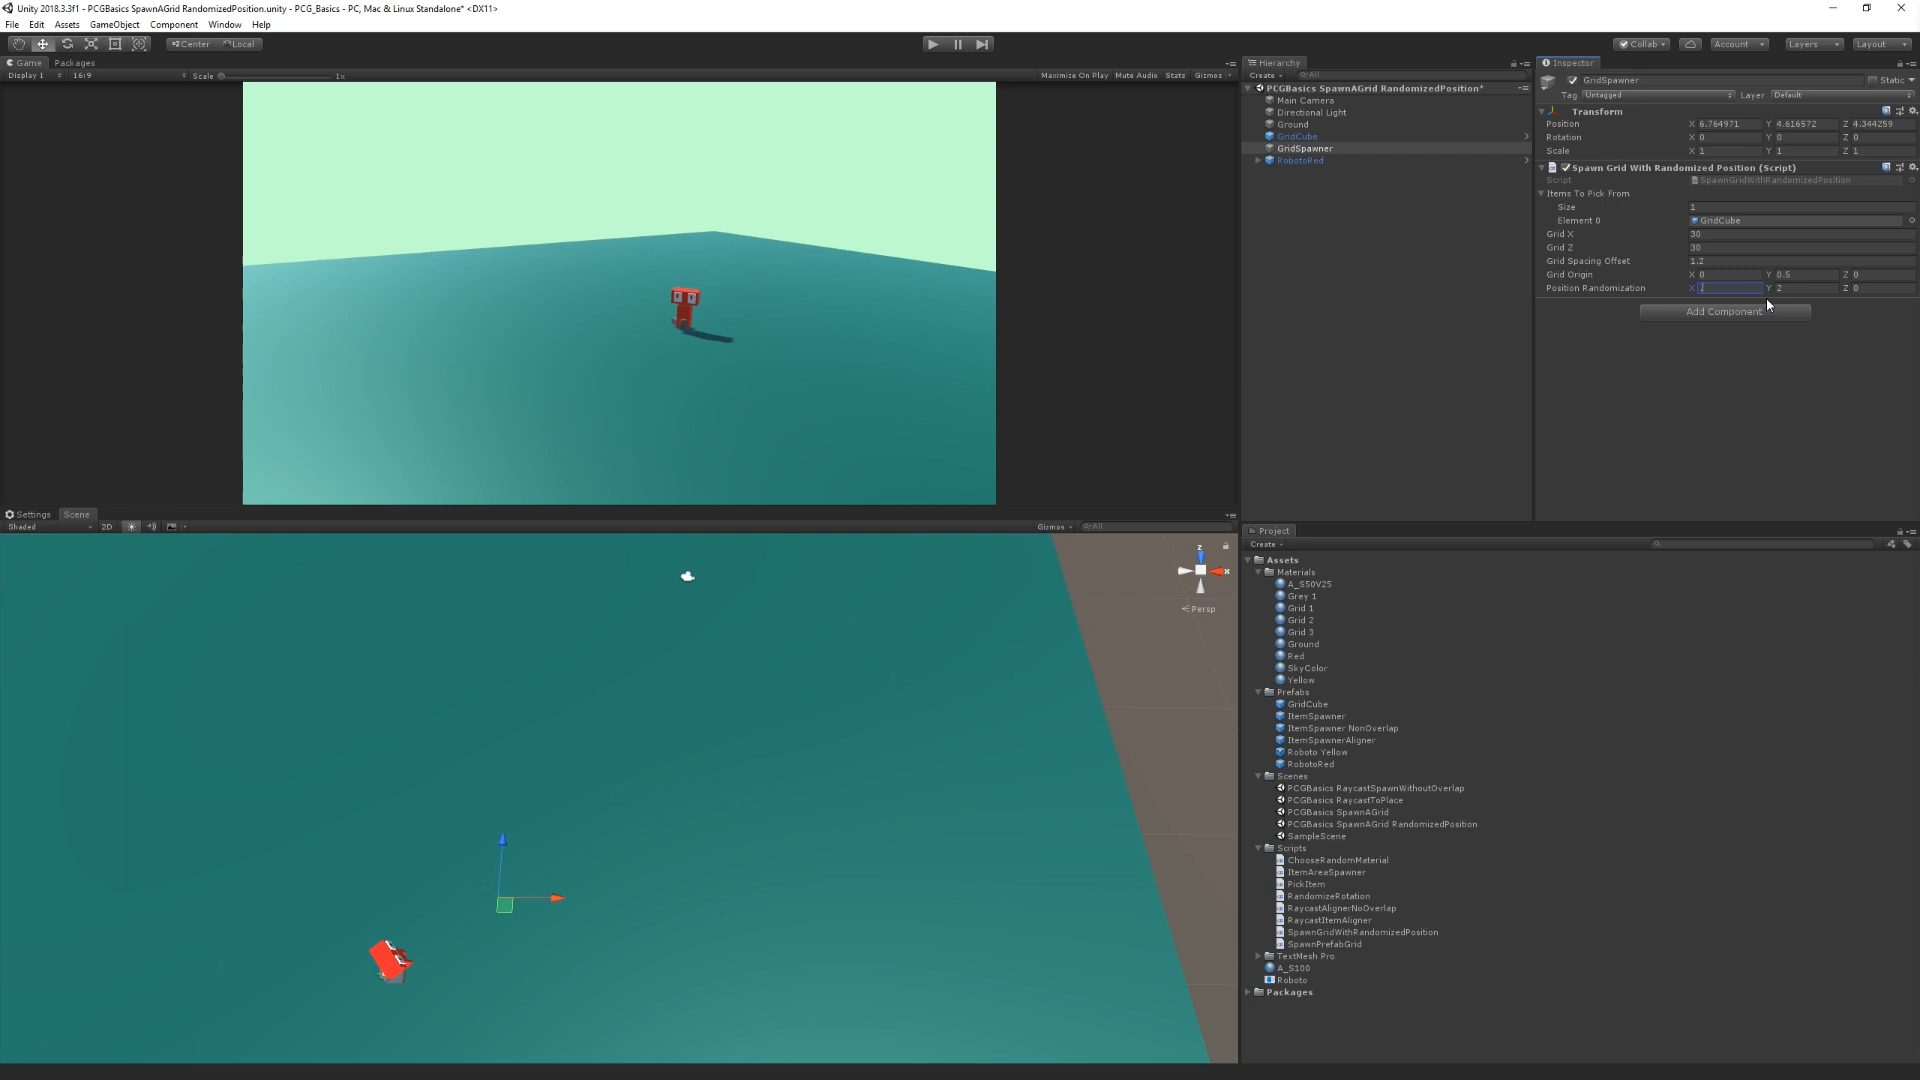 Unity 2018.3.3f1 - PCGBasics SpawnAGrid RandomizedPosition.unity - PCG_Basics - PC, Mac & Linux Standalone* <DX11>
File Edit Assets GameObject Component Window Help
Center Local
Collab Account Layers Layout
Game Packages
Display 1 16:9 Scale 1x
Maximize On Play Mute Audio Stats Gizmos
Hierarchy
Create All
PCGBasics SpawnAGrid RandomizedPosition*
Main Camera
Directional Light
Ground
GridCube
GridSpawner
RobotoRed
Inspector
GridSpawner Static
Tag Untagged Layer Default
Transform
Position X 6.764971 Y 4.616572 Z 4.344259
Rotation X 0 Y 0 Z 0
Scale X 1 Y 1 Z 1
Spawn Grid With Randomized Position (Script)
Script SpawnGridWithRandomizedPosition
Items To Pick From
Size 1
Element 0 GridCube
Grid X 30
Grid Z 30
Grid Spacing Offset 1.2
Grid Origin X 0 Y 0.5 Z 0
Position Randomization X . Y 2 Z 0
Add Component
Settings Scene
Shaded 2D Gizmos All
z
x
Persp
Project
Create
Assets
Materials
A_S50V25
Grey 1
Grid 1
Grid 2
Grid 3
Ground
Red
SkyColor
Yellow
Prefabs
GridCube
ItemSpawner
ItemSpawner NonOverlap
ItemSpawnerAligner
Roboto Yellow
RobotoRed
Scenes
PCGBasics RaycastSpawnWithoutOverlap
PCGBasics RaycastToPlace
PCGBasics SpawnAGrid
PCGBasics SpawnAGrid RandomizedPosition
SampleScene
Scripts
ChooseRandomMaterial
ItemAreaSpawner
PickItem
RandomizeRotation
RaycastAlignerNoOverlap
RaycastItemAligner
SpawnGridWithRandomizedPosition
SpawnPrefabGrid
TextMesh Pro
A_S100
Roboto
Packages